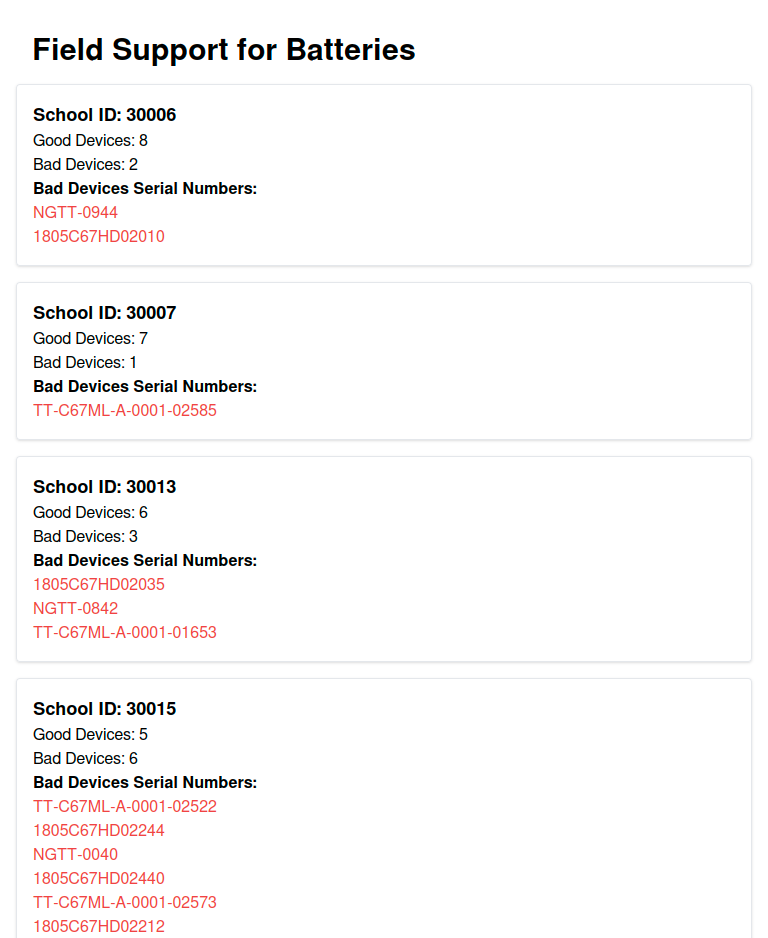 Field Support for Batteries
School ID: 30006
Good Devices: 8
Bad Devices: 2
Bad Devices Serial Numbers:
NGTT-0944
1805C67HD02010
School ID: 30007
Good Devices: 7
Bad Devices: 1
Bad Devices Serial Numbers:
TT-C67ML-A-0001-02585
School ID: 30013
Good Devices: 6
Bad Devices: 3
Bad Devices Serial Numbers:
1805C67HD02035
NGTT-0842
TT-C67ML-A-0001-01653
School ID: 30015
Good Devices: 5
Bad Devices: 6
Bad Devices Serial Numbers:
TT-C67ML-A-0001-02522
1805C67HD02244
NGTT-0040
1805C67HD02440
TT-C67ML-A-0001-02573
1805C67HD02212